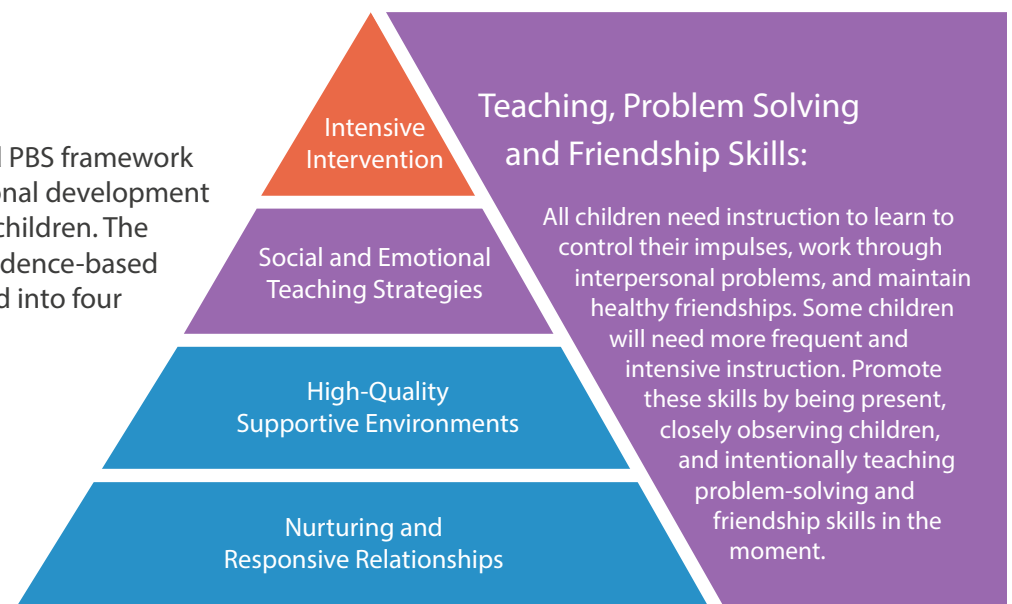 PBS framework
onal development
children. The
dence-based
d into four
Intensive
Intervention
Social and Emotional
Teaching Strategies
High-Quality
Supportive Environments
Nurturing and
Responsive Relationships
Teaching, Problem Solving
and Friendship Skills:
All children need instruction to learn to
control their impulses, work through
interpersonal problems, and maintain
healthy friendships. Some children
will need more frequent and
intensive instruction. Promote
these skills by being present,
closely observing children,
and intentionally teaching
problem-solving and
friendship skills in the
moment.